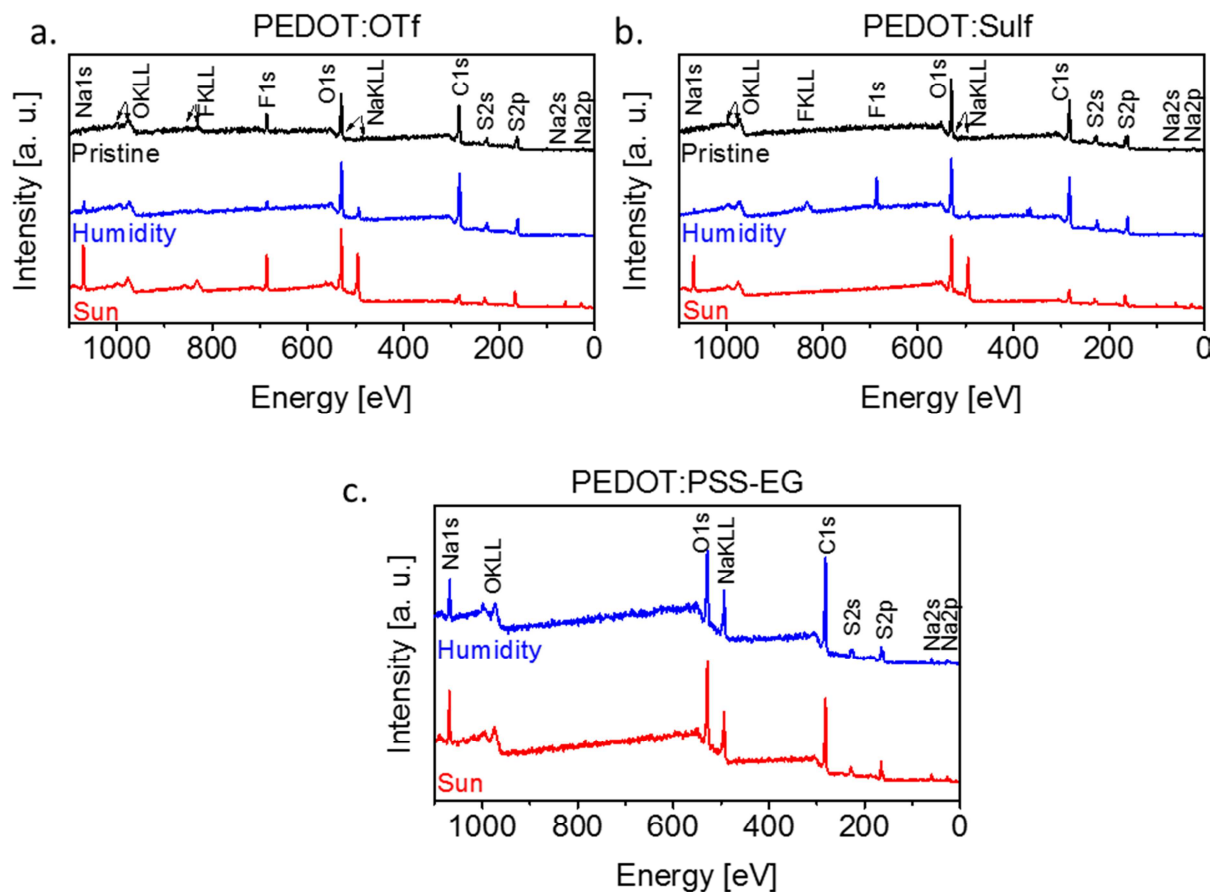 a.
PEDOT:OTf
Intensity [a. u.]
Na1s
OKLL
FKLL
F1s
O1s
NaKLL
C1s
S2s
S2p
Na2s
Na2p
Pristine
Humidity
Sun
1000 800 600 400 200 0
Energy [eV]
b.
PEDOT:Sulf
Intensity [a. u.]
Na1s
OKLL
FKLL
F1s
O1s
NaKLL
C1s
S2s
S2p
Na2s
Na2p
Pristine
Humidity
Sun
1000 800 600 400 200 0
Energy [eV]
c.
PEDOT:PSS-EG
Intensity [a. u.]
Na1s
OKLL
O1s
NaKLL
C1s
S2s
S2p
Na2s
Na2p
Humidity
Sun
1000 800 600 400 200 0
Energy [eV]